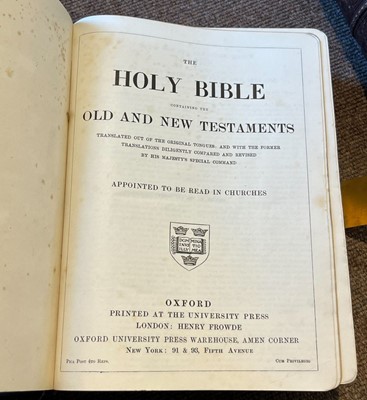 THE
HOLY BIBLE
CONTAINING THE
OLD AND NEW TESTAMENTS
TRANSLATED OUT OF THE ORIGINAL TONGUES: AND WITH THE FORMER
TRANSLATIONS DILIGENTLY COMPARED AND REVISED
BY HIS MAJESTY'S SPECIAL COMMAND
APPOINTED TO BE READ IN CHURCHES
OXFORD
PRINTED AT THE UNIVERSITY PRESS
LONDON: HENRY FROWDE
OXFORD UNIVERSITY PRESS WAREHOUSE, AMEN CORNER
NEW YORK: 91 & 93, FIFTH AVENUE
CUM PRIVILEGIO